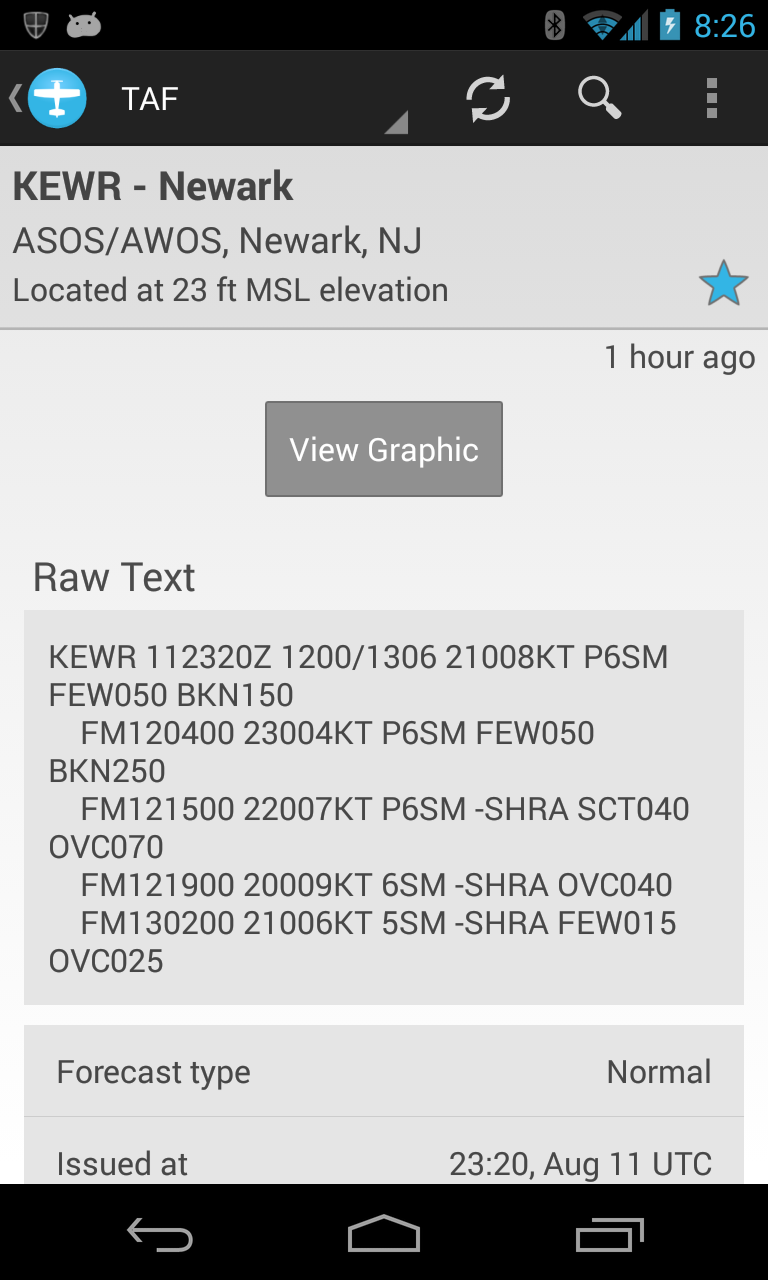 8:26
TAF
KEWR - Newark
ASOS/AWOS, Newark, NJ
Located at 23 ft MSL elevation
1 hour ago
View Graphic
Raw Text
KEWR 112320Z 1200/1306 21008KT P6SM
FEW050 BKN150
FM120400 23004KT P6SM FEW050
BKN250
FM121500 22007KT P6SM -SHRA SCT040
OVC070
FM121900 20009KT 6SM -SHRA OVC040
FM130200 21006KT 5SM -SHRA FEW015
OVC025
Forecast type Normal
Issued at 23:20, Aug 11 UTC